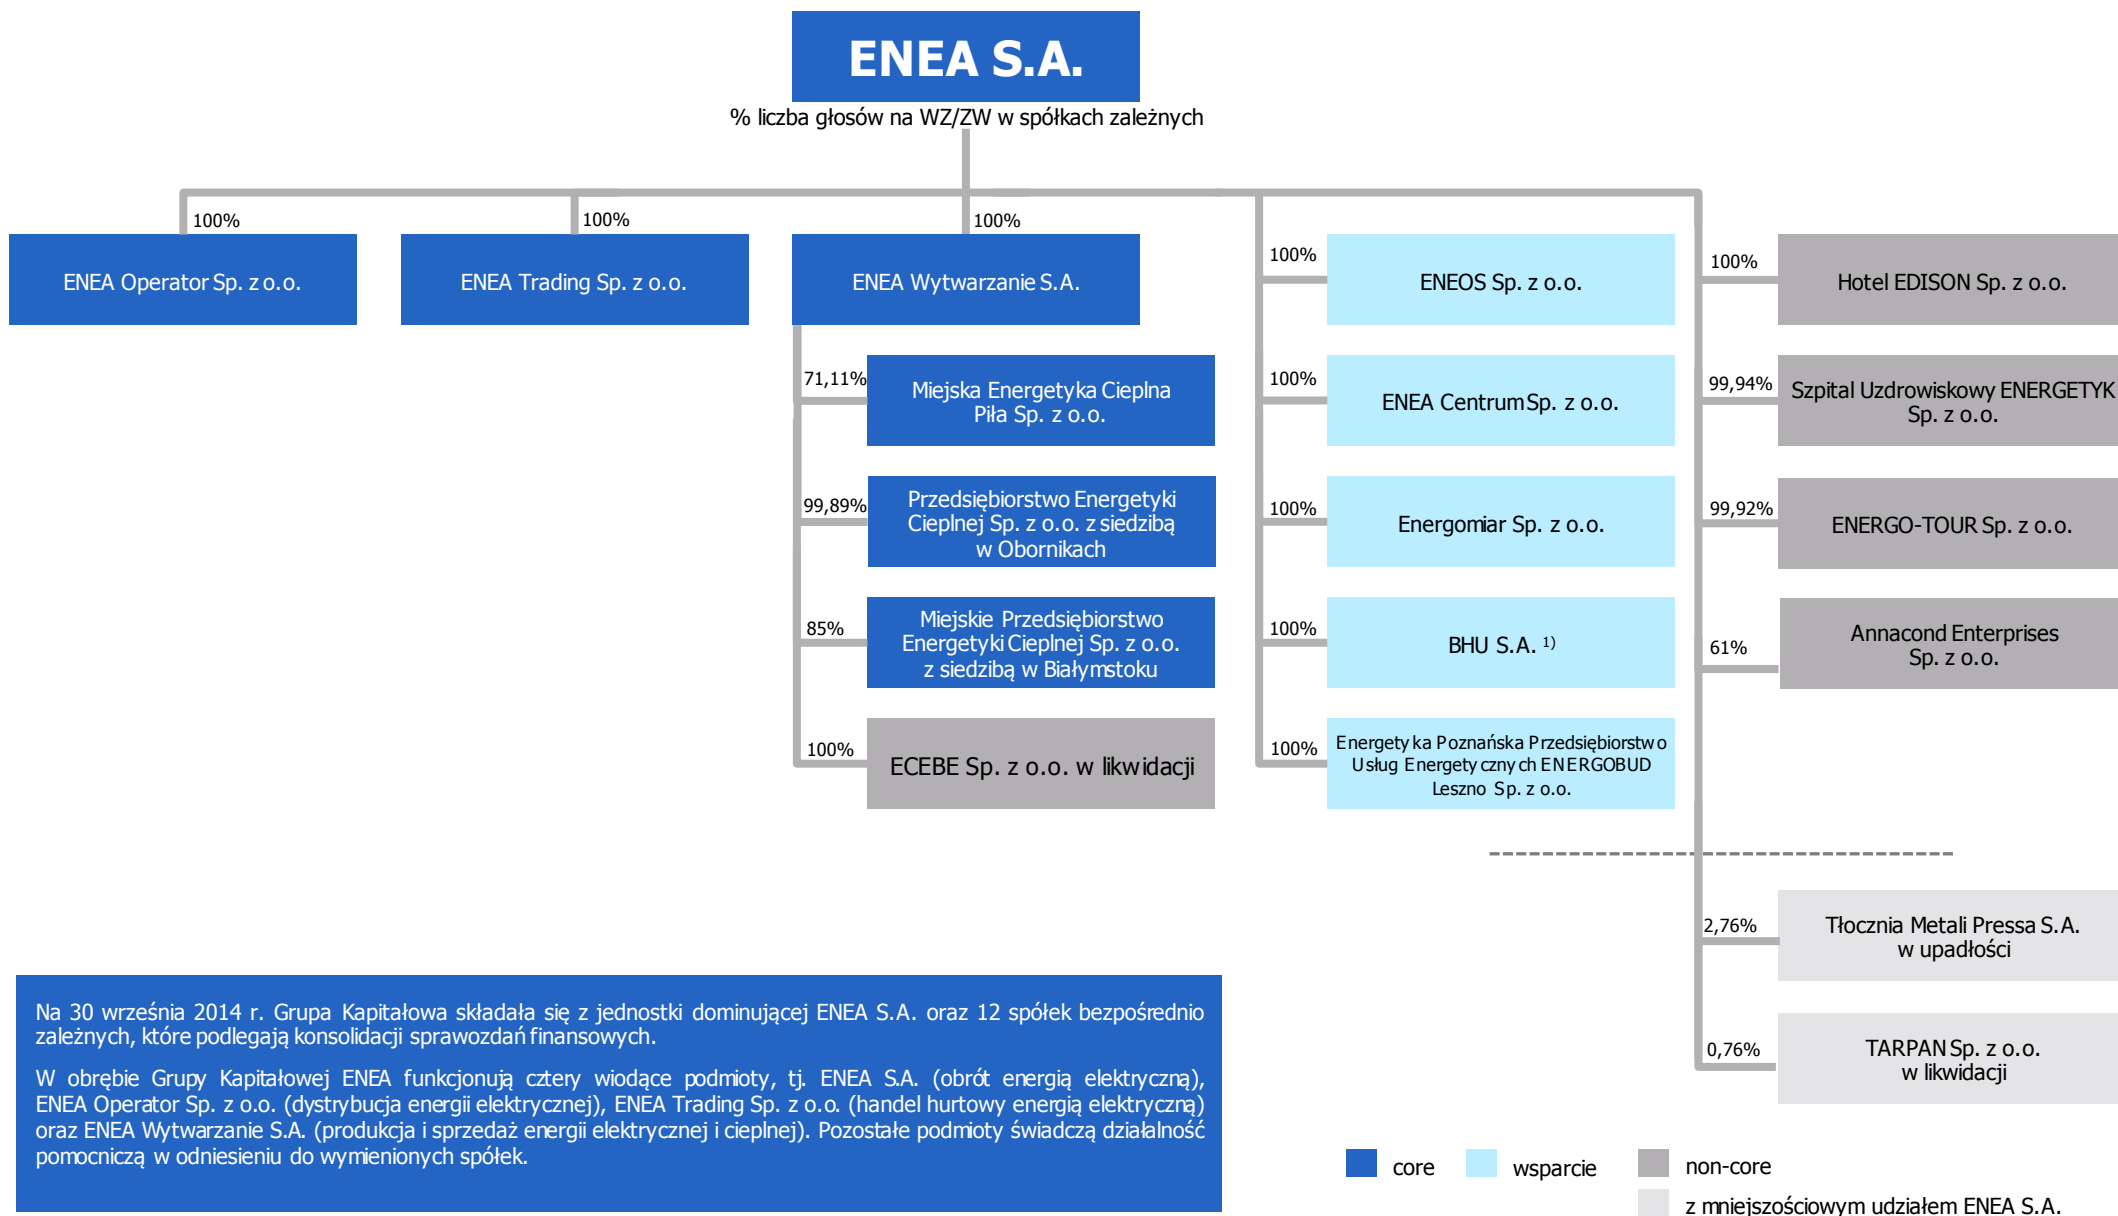 ENEA S.A.
% liczba głosów na WZ/ZW w spółkach zależnych
100%
ENEA Operator Sp. z o.o.
100%
ENEA Trading Sp. z o.o.
100%
ENEA Wytwarzanie S.A.
71,11%
Miejska Energetyka Cieplna
Piła Sp. z o.o.
99,89%
Przedsiębiorstwo Energetyki
Cieplnej Sp. z o.o. z siedzibą
w Obornikach
85%
Miejskie Przedsiębiorstwo
Energetyki Cieplnej Sp. z o.o.
z siedzibą w Białymstoku
100%
ECEBE Sp. z o.o. w likwidacji
100%
ENEOS Sp. z o.o.
100%
ENEA Centrum Sp. z o.o.
100%
Energomiar Sp. z o.o.
100%
BHU S.A. 1)
100%
Energetyka Poznańska Przedsiębiorstwo
Usług Energetycznych ENERGOBUD
Leszno Sp. z o.o.
100%
Hotel EDISON Sp. z o.o.
99,94%
Szpital Uzdrowiskowy ENERGETYK
Sp. z o.o.
99,92%
ENERGO-TOUR Sp. z o.o.
61%
Annacond Enterprises
Sp. z o.o.
2,76%
Tłocznia Metali Pressa S.A.
w upadłości
0,76%
TARPAN Sp. z o.o.
w likwidacji
Na 30 września 2014 r. Grupa Kapitałowa składała się z jednostki dominującej ENEA S.A. oraz 12 spółek bezpośrednio
zależnych, które podlegają konsolidacji sprawozdań finansowych.
W obrębie Grupy Kapitałowej ENEA funkcjonują cztery wiodące podmioty, tj. ENEA S.A. (obrót energią elektryczną),
ENEA Operator Sp. z o.o. (dystrybucja energii elektrycznej), ENEA Trading Sp. z o.o. (handel hurtowy energią elektryczną)
oraz ENEA Wytwarzanie S.A. (produkcja i sprzedaż energii elektrycznej i cieplnej). Pozostałe podmioty świadczą działalność
pomocniczą w odniesieniu do wymienionych spółek.
core
wsparcie
non-core
z mniejszościowym udziałem ENEA S.A.